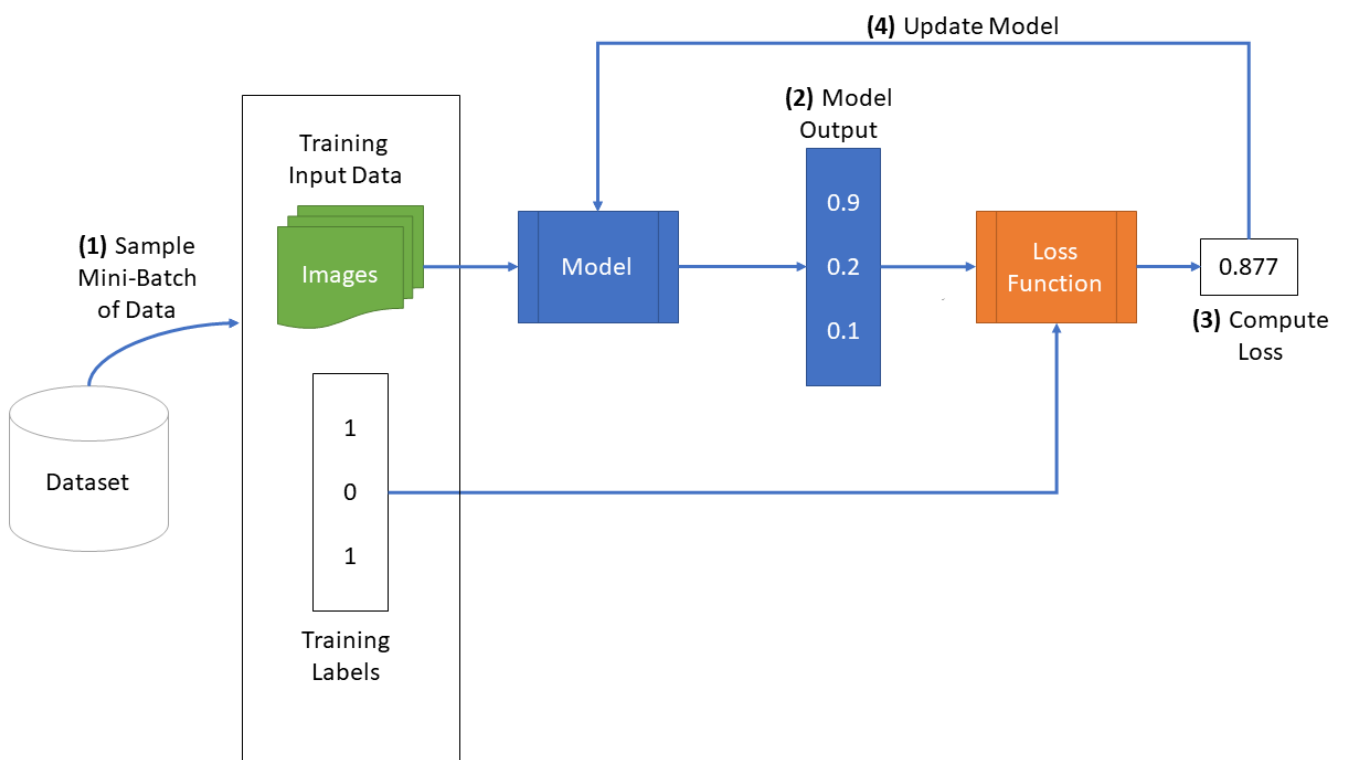 (4) Update Model
(2) Model
Output
Training
Input Data
0.9
(1) Sample
Mini-Batch
of Data
Images
Model
0.2
Loss
Function
0.877
0.1
(3) Compute
Loss
Dataset
1
0
1
Training
Labels